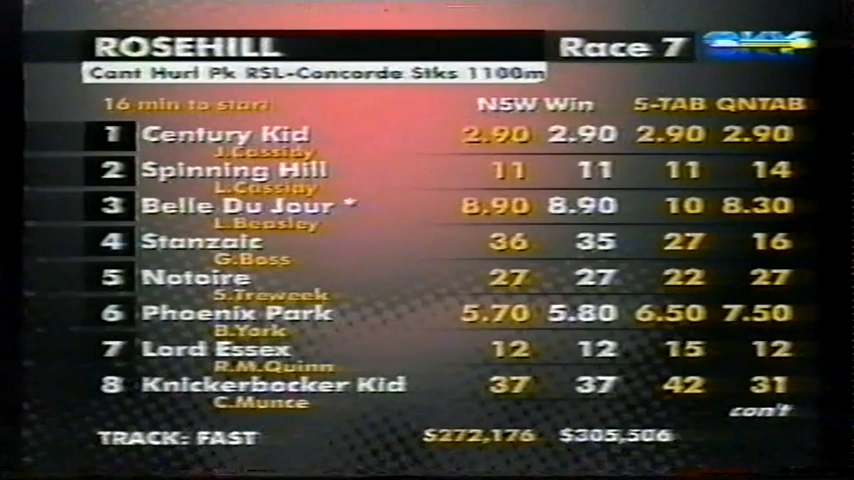 ROSEHILL Race 7
Cant Hurl Pk RSL-Concorde Stks 1100m
16 min to start NSW Win S-TAB QNTAB
1 Century Kid 2.90 2.90 2.90 2.90
J.Cassidy
2 Spinning Hill 11 11 11 14
L.Cassidy
3 Belle Du Jour * 8.90 8.90 10 8.30
L.Beasley
4 Stanzaic 36 35 27 16
G.Boss
5 Notoire 27 27 22 27
S.Treweek
6 Phoenix Park 5.70 5.80 6.50 7.50
B.York
7 Lord Essex 12 12 15 12
R.M.Quinn
8 Knickerbocker Kid 37 37 42 31
C.Munce
con't
TRACK: FAST $272,176 $305,506